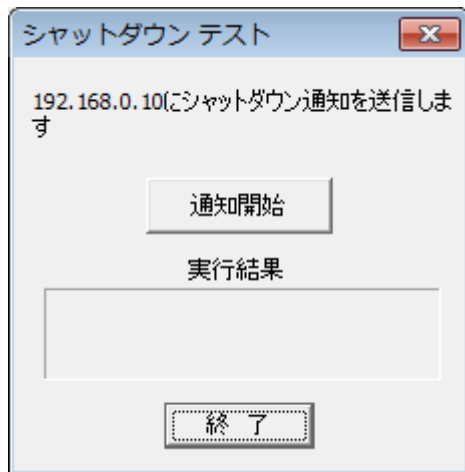 シャットダウン テスト
192.168.0.10にシャットダウン通知を送信しま
す
通知開始
実行結果
終 了